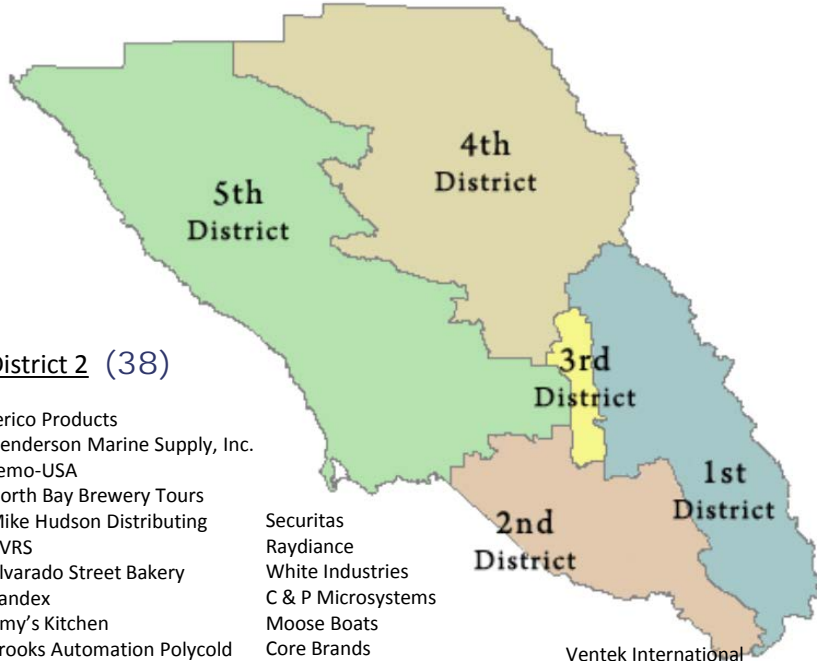 4th
District
5th
District
3rd
District
1st
District
2nd
District
District 2 (38)
erico Products
enderson Marine Supply, Inc.
emo-USA
orth Bay Brewery Tours
Mike Hudson Distributing
VRS
lvarado Street Bakery
andex
my's Kitchen
rooks Automation Polycold
Securitas
Raydiance
White Industries
C & P Microsystems
Moose Boats
Core Brands
Ventek International